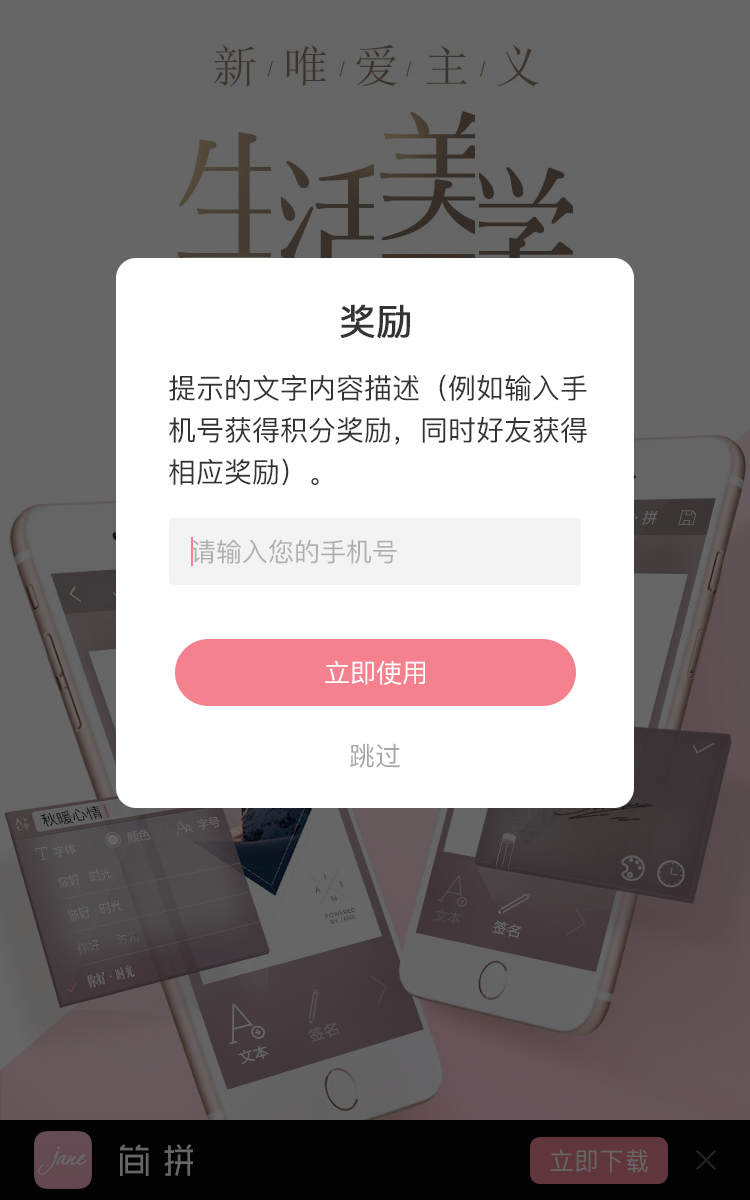 新/唯/爱/主/义
生活美学
奖励
提示的文字内容描述（例如输入手
机号获得积分奖励，同时好友获得
相应奖励）。
请输入您的手机号
立即使用
跳过
拼
秋暖心情
字体
颜色
字号
你好·时光
你好·时光
你好·时光
你好·时光
J
A
E
N
POWERED
BY JANE
文本
签名
文本
签名
jane
简拼
立即下载